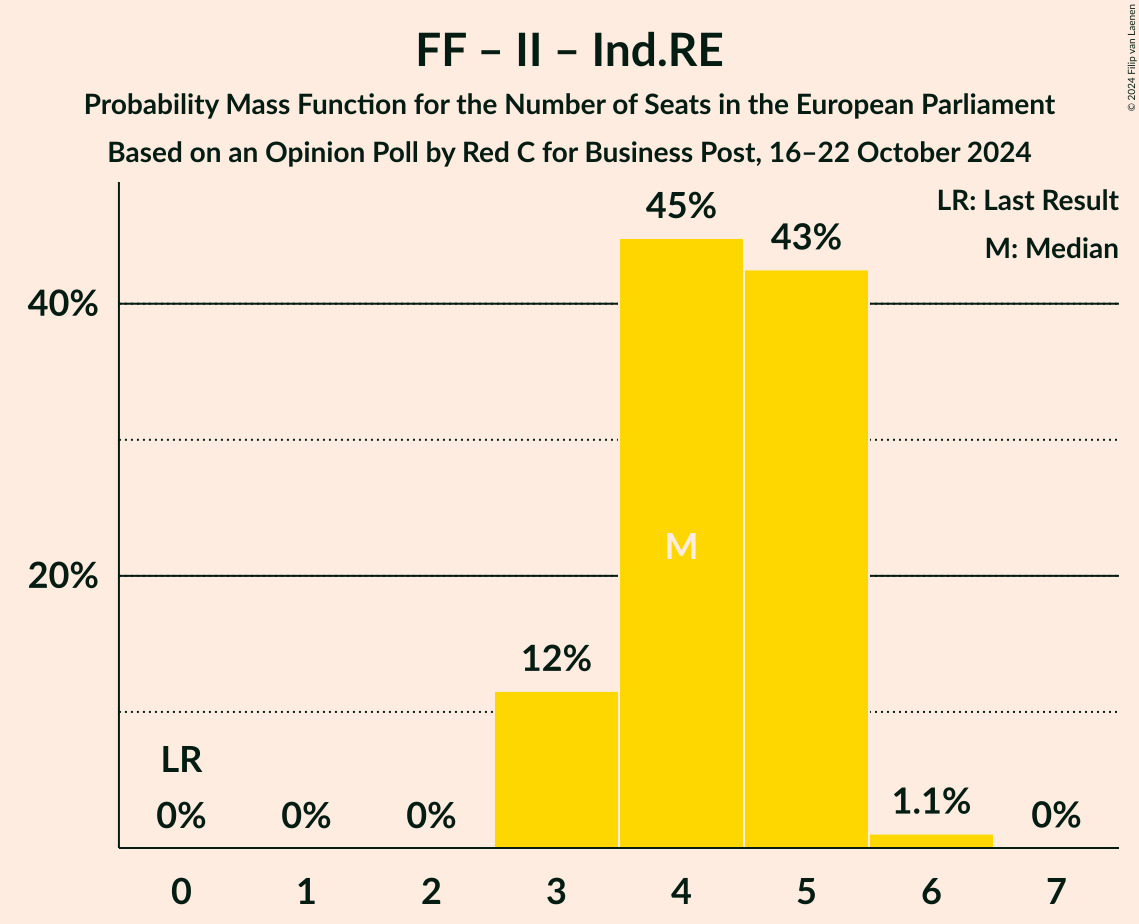 FF – II – Ind.RE
Probability Mass Function for the Number of Seats in the European Parliament
Based on an Opinion Poll by Red C for Business Post, 16–22 October 2024
© 2024 Filip van Laenen
LR: Last Result
M: Median
45%
43%
40%
M
20%
12%
LR
0%
0%
0%
1.1%
0%
0
1
2
3
4
5
6
7